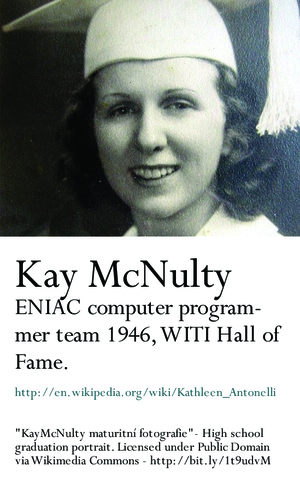 Kay McNulty
ENIAC computer program-
mer team 1946, WITI Hall of
Fame.
http://en.wikipedia.org/wiki/Kathleen_Antonelli
"KayMcNulty maturitní fotografie" - High school
graduation portrait. Licensed under Public Domain
via Wikimedia Commons - http://bit.ly/1t9udvM